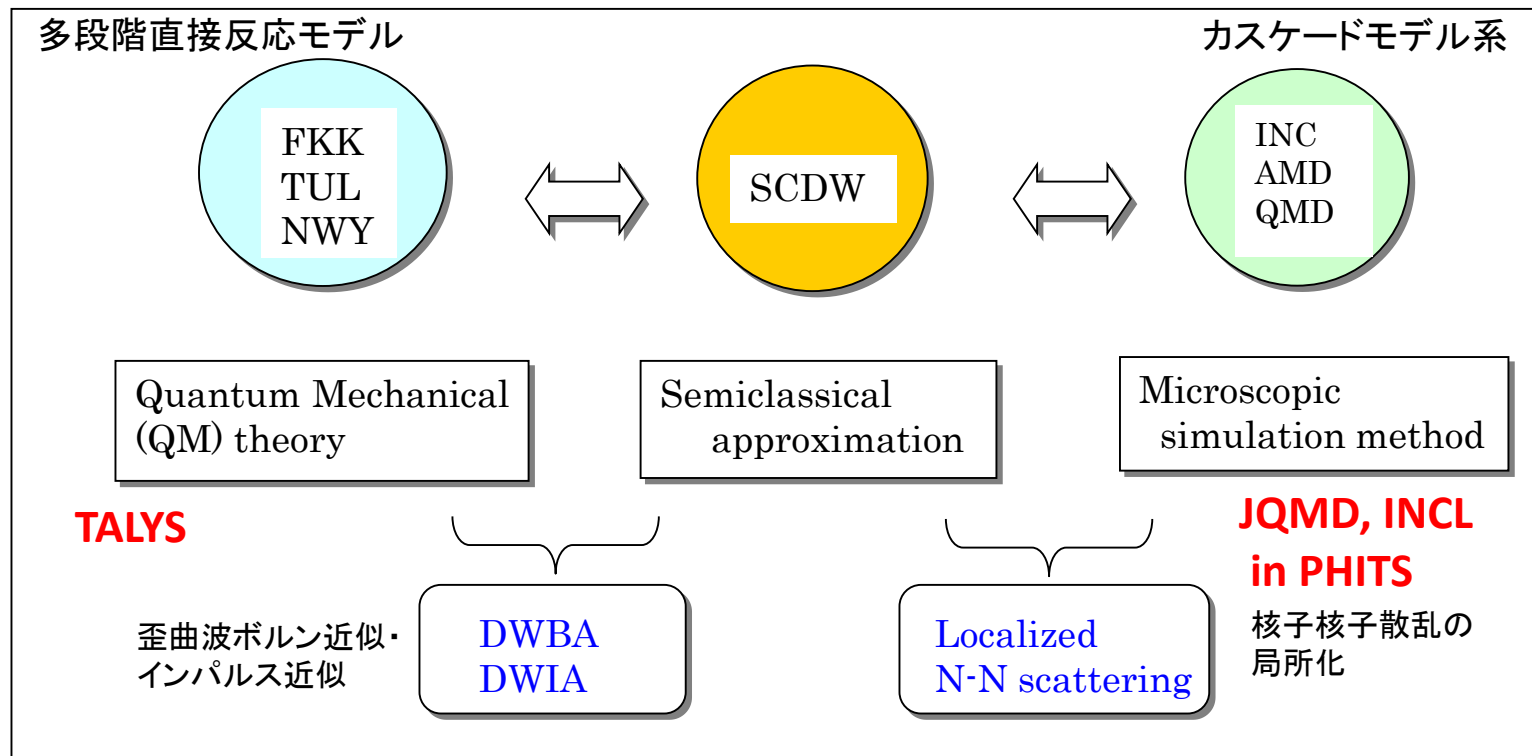 多段階直接反応モデル
カスケードモデル系
FKK
TUL
NWY
SCDW
INC
AMD
QMD
Quantum Mechanical
(QM) theory
Semiclassical
approximation
Microscopic
simulation method
TALYS
JQMD, INCL
in PHITS
歪曲波ボルン近似・
インパルス近似
DWBA
DWIA
Localized
N-N scattering
核子核子散乱の
局所化